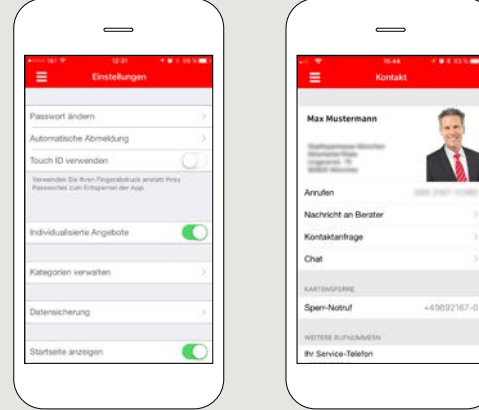 12:31
Einstellungen
Passwort ändern
Automatische Abmeldung
Touch ID verwenden
Verwenden Sie Ihren Fingerabdruck anstatt Ihres
Passwortes zum Entsperren der App.
Individualisierte Angebote
Kategorien verwalten
Datensicherung
Startseite anzeigen
15:44
Kontakt
Max Mustermann
Anrufen
Nachricht an Berater
Kontaktanfrage
Chat
KARTENSPERRE
Sperr-Notruf +49892167-0
WEITERE RUFNUMMERN
Ihr Service-Telefon